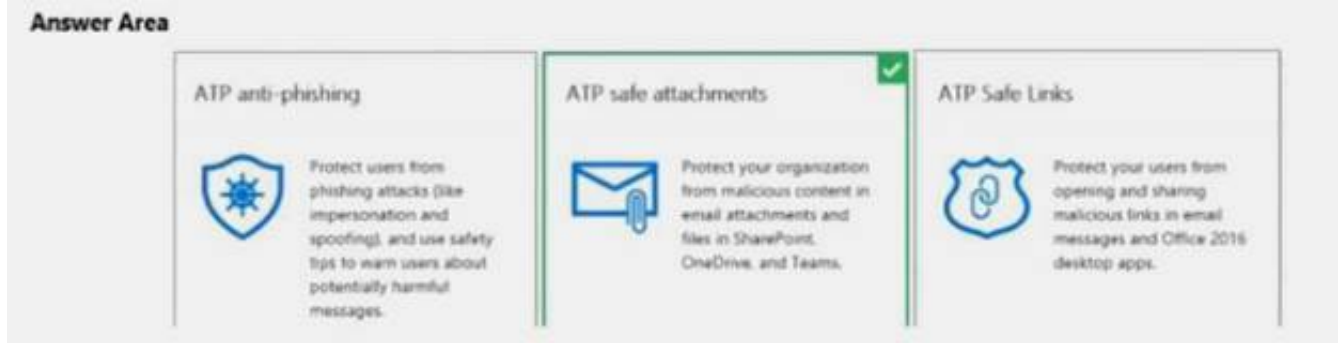 Answer Area
ATP anti-phishing
Protect users from
phishing attacks (like
impersonation and
spoofing), and use safety
tips to warn users about
potentially harmful
messages.
ATP safe attachments
Protect your organization
from malicious content in
email attachments and
files in SharePoint,
OneDrive, and Teams.
ATP Safe Links
Protect your users from
opening and sharing
malicious links in email
messages and Office 2016
desktop apps.